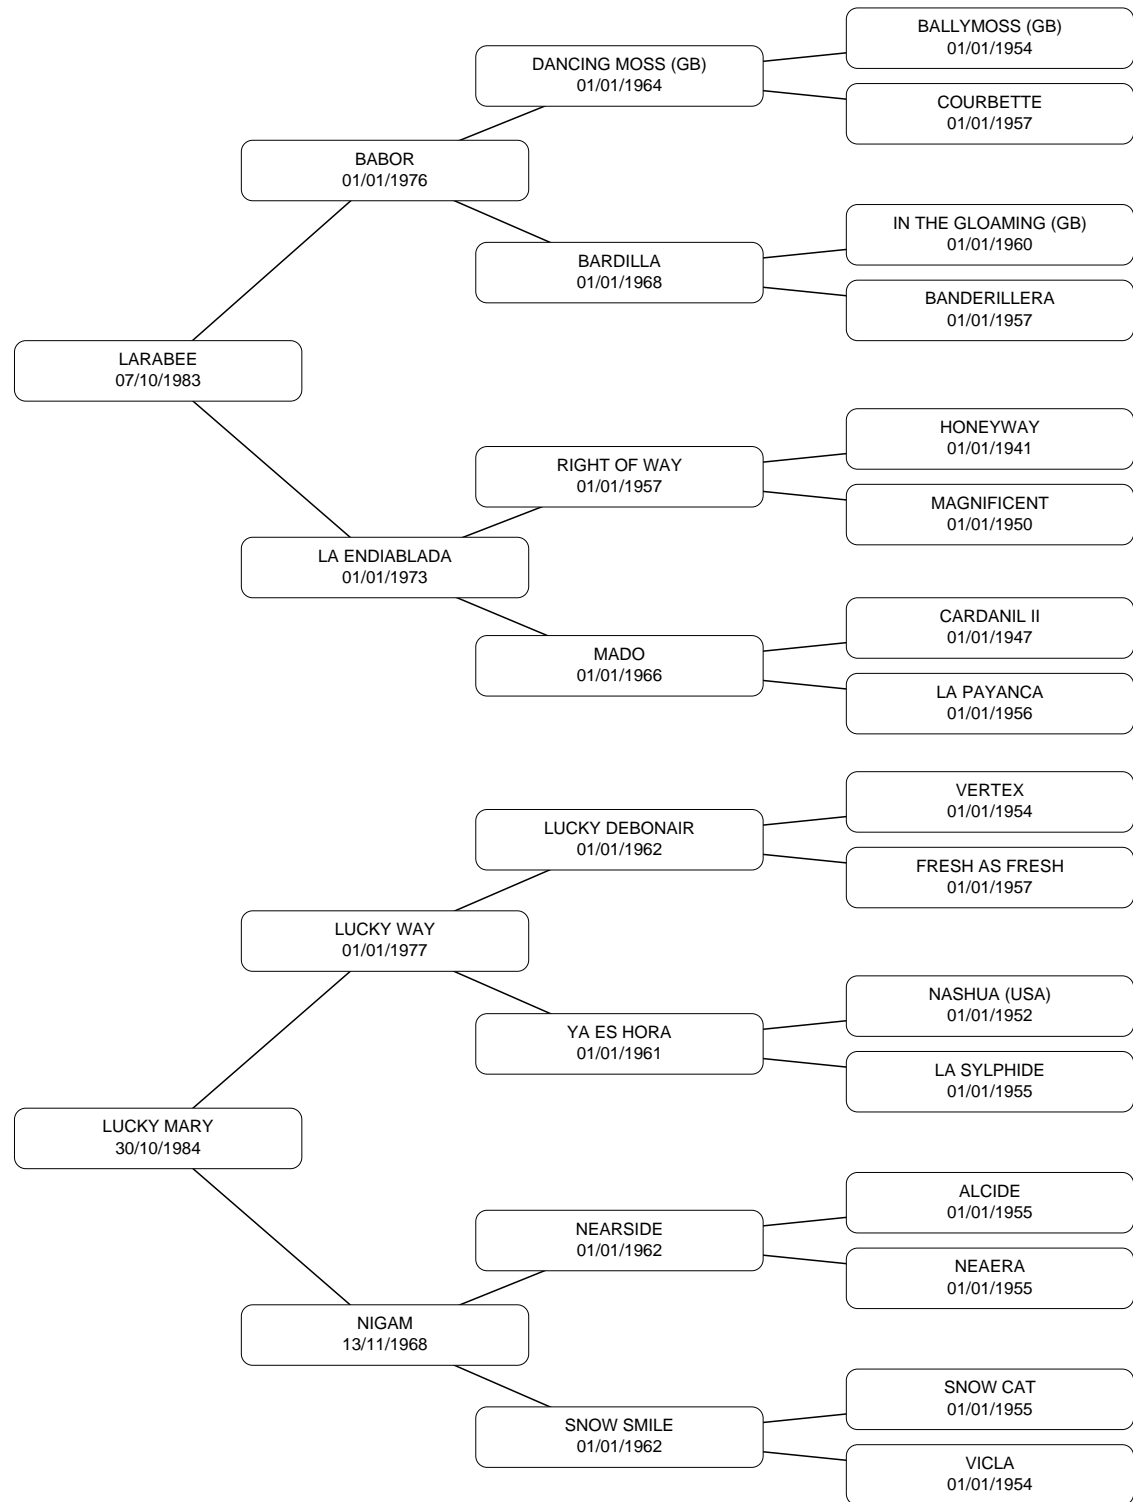 BALLYMOSS (GB)
01/01/1954
DANCING MOSS (GB)
01/01/1964
COURBETTE
01/01/1957
BABOR
01/01/1976
IN THE GLOAMING (GB)
01/01/1960
BARDILLA
01/01/1968
BANDERILLERA
01/01/1957
LARABEE
07/10/1983
HONEYWAY
01/01/1941
RIGHT OF WAY
01/01/1957
MAGNIFICENT
01/01/1950
LA ENDIABLADA
01/01/1973
CARDANIL II
01/01/1947
MADO
01/01/1966
LA PAYANCA
01/01/1956
VERTEX
01/01/1954
LUCKY DEBONAIR
01/01/1962
FRESH AS FRESH
01/01/1957
LUCKY WAY
01/01/1977
NASHUA (USA)
01/01/1952
YA ES HORA
01/01/1961
LA SYLPHIDE
01/01/1955
LUCKY MARY
30/10/1984
ALCIDE
01/01/1955
NEARSIDE
01/01/1962
NEAERA
01/01/1955
NIGAM
13/11/1968
SNOW CAT
01/01/1955
SNOW SMILE
01/01/1962
VICLA
01/01/1954